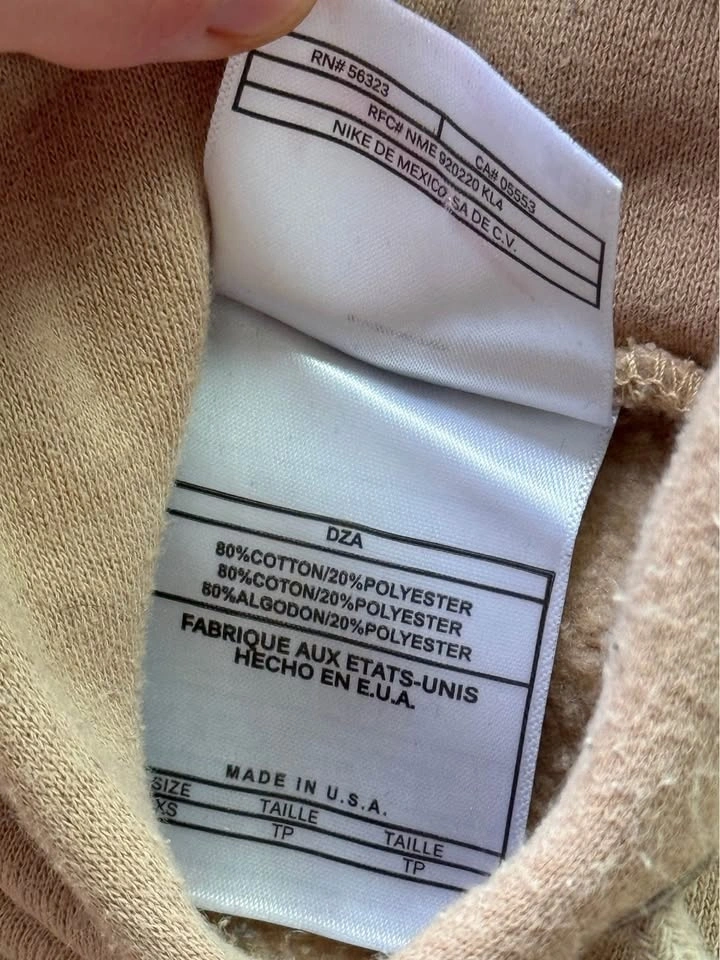 RN# 56323
CA# 05553
RFC# NME 920220 KL4
NIKE DE MEXICO SA DE C.V.
DZA
80%COTTON/20%POLYESTER
80%COTON/20%POLYESTER
80%ALGODON/20%POLYESTER
FABRIQUE AUX ETATS-UNIS
HECHO EN E.U.A.
MADE IN U.S.A.
SIZE TAILLE TAILLE
XS TP TP